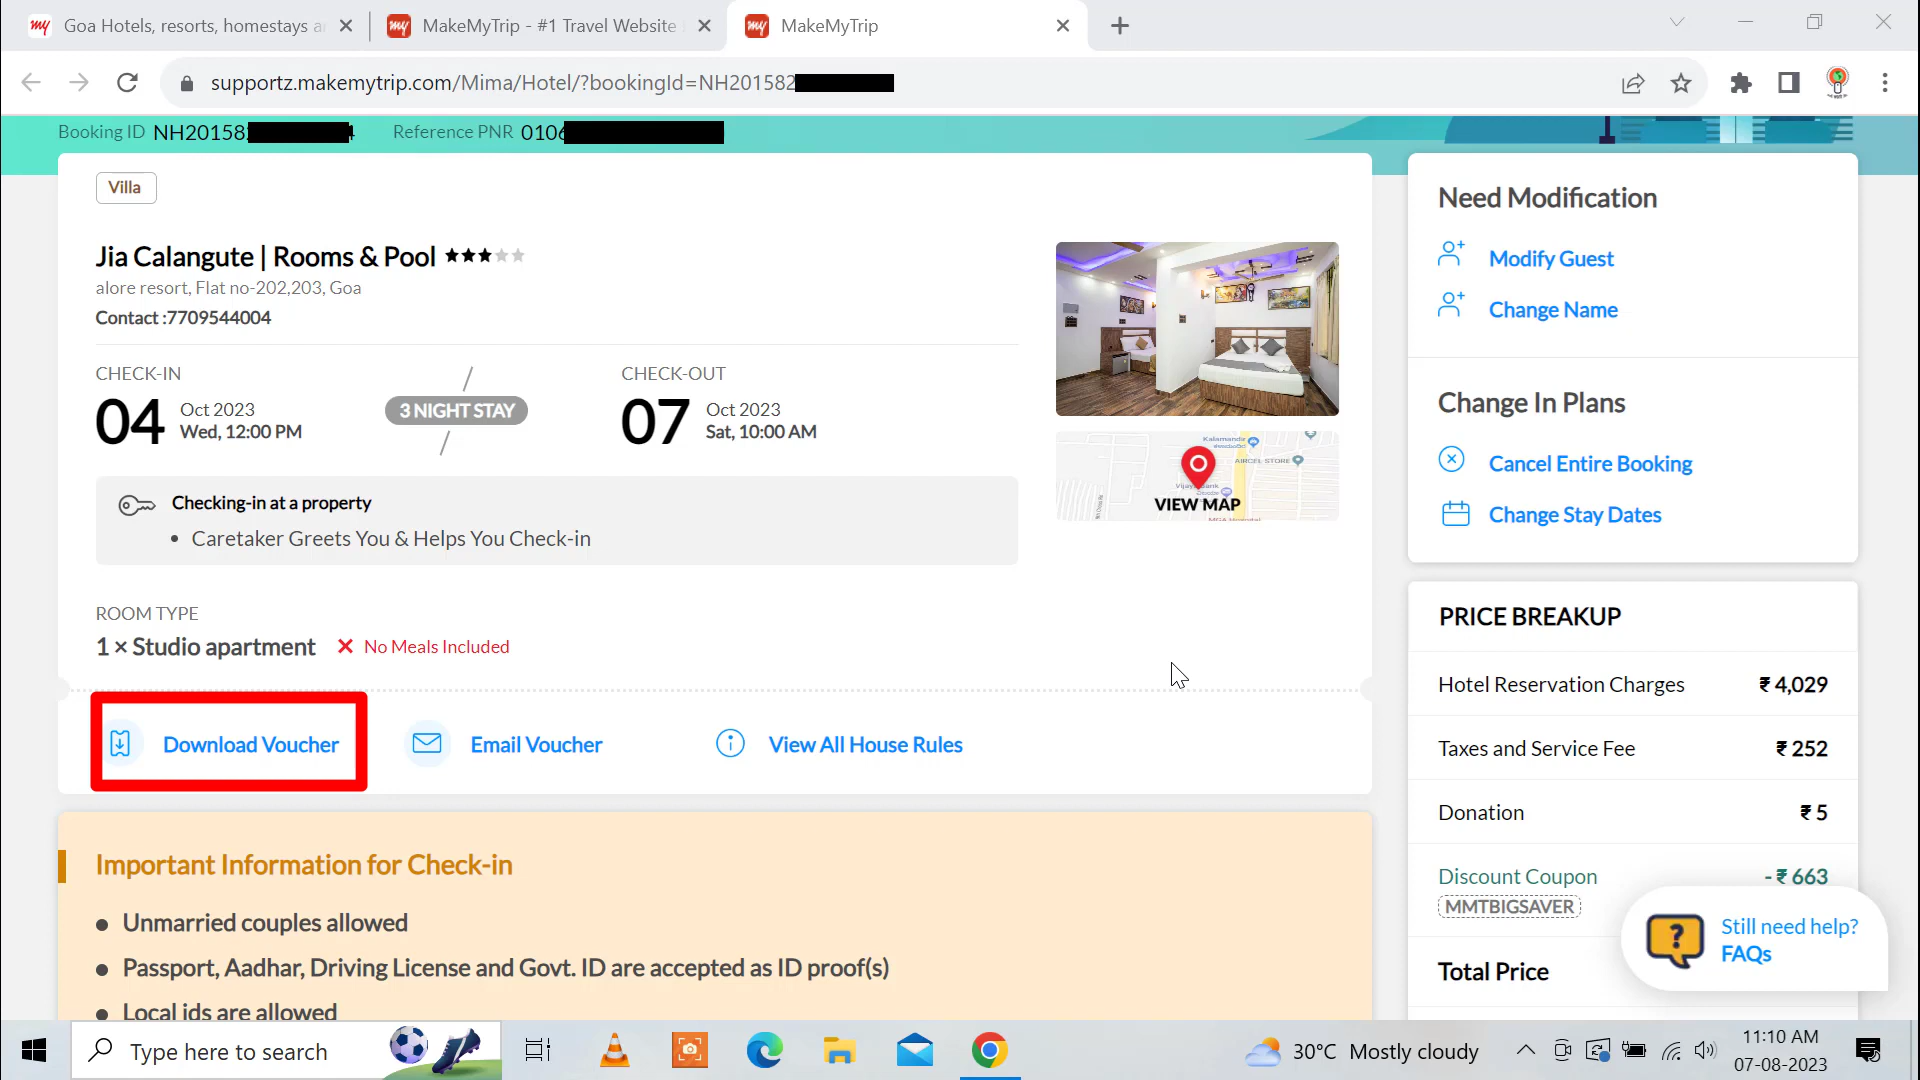 Goa Hotels, resorts, homestays a
MakeMyTrip - #1 Travel Website
MakeMyTrip
supportz.makemytrip.com/Mima/Hotel/?bookingId=NH201582
Booking ID NH20158 4 Reference PNR 0106
Villa
Jia Calangute | Rooms & Pool
alore resort, Flat no-202,203, Goa
Contact :7709544004
CHECK-IN
04 Oct 2023
Wed, 12:00 PM
3 NIGHT STAY
CHECK-OUT
07 Oct 2023
Sat, 10:00 AM
Checking-in at a property
• Caretaker Greets You & Helps You Check-in
Kalamandir
AIRCEL STORE
VIEW MAP
ROOM TYPE
1 × Studio apartment No Meals Included
Download Voucher
Email Voucher
View All House Rules
Important Information for Check-in
• Unmarried couples allowed
• Passport, Aadhar, Driving License and Govt. ID are accepted as ID proof(s)
• Local ids are allowed
Need Modification
Modify Guest
Change Name
Change In Plans
Cancel Entire Booking
Change Stay Dates
PRICE BREAKUP
Hotel Reservation Charges ₹ 4,029
Taxes and Service Fee ₹ 252
Donation ₹ 5
Discount Coupon - ₹ 663
MMTBIGSAVER
Total Price
Still need help?
FAQs
Type here to search
30°C Mostly cloudy
11:10 AM
07-08-2023